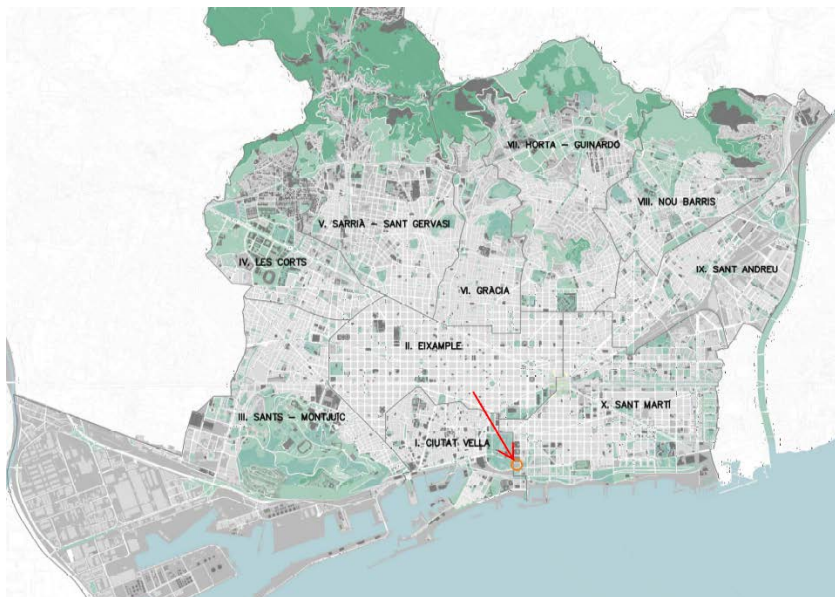 VII. HORTA - GUINARDÓ
VIII. NOU BARRIS
V. SARRIÀ - SANT GERVASI
IV. LES CORTS
IX. SANT ANDREU
VI. GRÀCIA
II. EIXAMPLE
X. SANT MARTÍ
III. SANTS - MONTJUÏC
I. CIUTAT VELLA